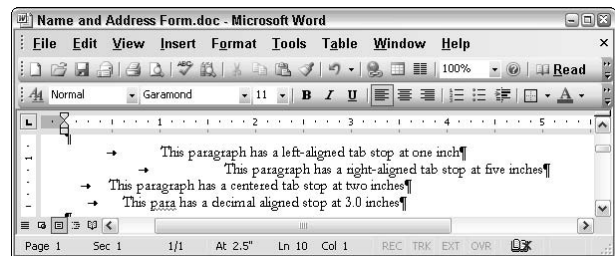 Name and Address Form.doc - Microsoft Word
File Edit View Insert Format Tools Table Window Help
100% Read
Normal Garamond 11 B I U A
1 2 3 4 5
This paragraph has a left-aligned tab stop at one inch¶
This paragraph has a right-aligned tab stop at five inches¶
This paragraph has a centered tab stop at two inches¶
This para has a decimal aligned stop at 3.0 inches¶
Page 1 Sec 1 1/1 At 2.5" Ln 10 Col 1 REC TRK EXT OVR